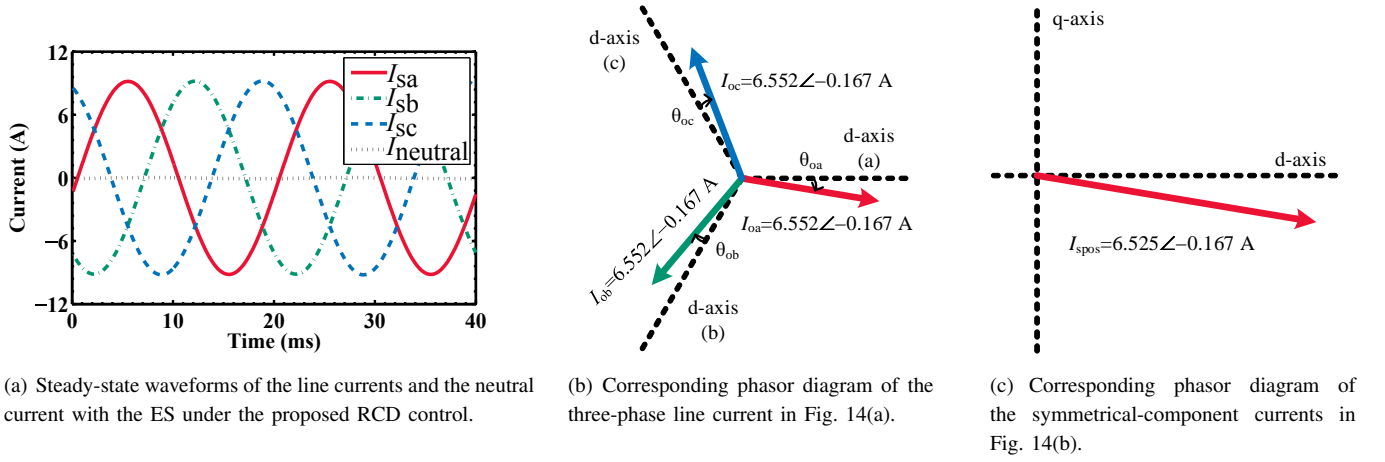 12
6
0
−6
−12
Current (A)
0
10
20
30
40
Time (ms)
Isa
Isb
Isc
Ineutral
d-axis
(c)
Ioc=6.552∠−0.167 A
θoc
d-axis
(a)
θoa
Ioa=6.552∠−0.167 A
Iob=6.552∠−0.167 A
θob
d-axis
(b)
q-axis
d-axis
Ispos=6.525∠−0.167 A
(a) Steady-state waveforms of the line currents and the neutral
current with the ES under the proposed RCD control.
(b) Corresponding phasor diagram of the
three-phase line current in Fig. 14(a).
(c) Corresponding phasor diagram of
the symmetrical-component currents in
Fig. 14(b).